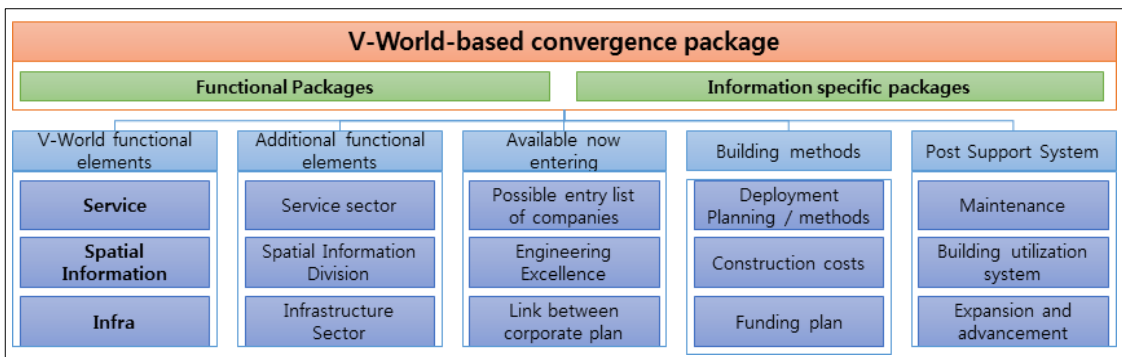 V-World-based convergence package
Functional Packages
Information specific packages
V-World functional
elements
Additional functional
elements
Available now
entering
Building methods
Post Support System
Service
Service sector
Possible entry list
of companies
Deployment
Planning / methods
Maintenance
Spatial
Information
Spatial Information
Division
Engineering
Excellence
Construction costs
Building utilization
system
Infra
Infrastructure
Sector
Link between
corporate plan
Funding plan
Expansion and
advancement